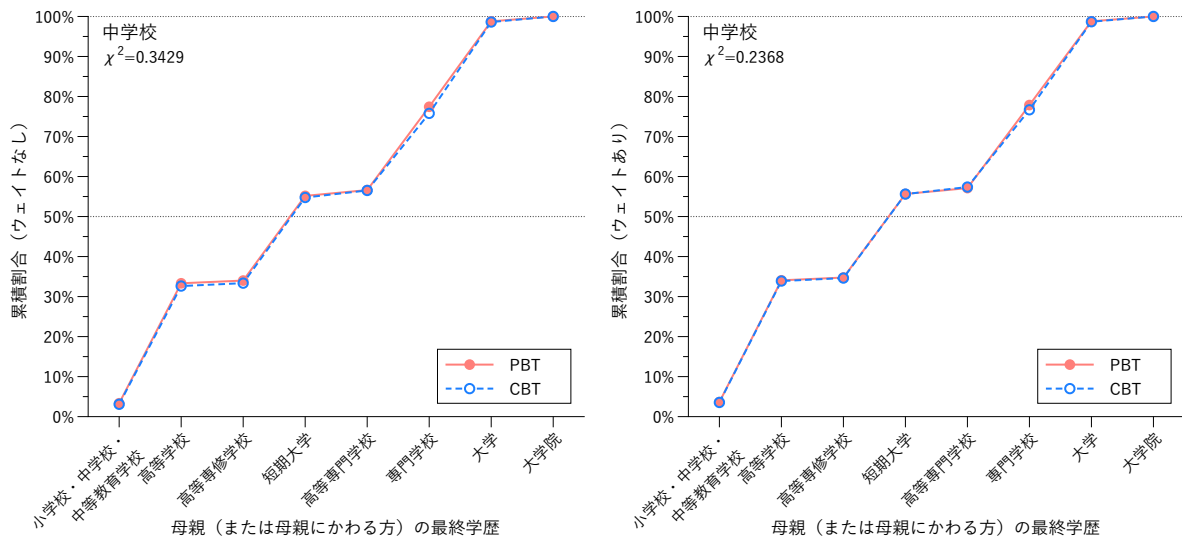 中学校
χ²=0.3429
100%
90%
80%
70%
60%
50%
40%
30%
20%
10%
0%
累積割合（ウェイトなし）
PBT
CBT
小学校・中学校・
中等教育学校
高等学校
高等専修学校
短期大学
高等専門学校
専門学校
大学
大学院
母親（または母親にかわる方）の最終学歴
中学校
χ²=0.2368
100%
90%
80%
70%
60%
50%
40%
30%
20%
10%
0%
累積割合（ウェイトあり）
PBT
CBT
小学校・中学校・
中等教育学校
高等学校
高等専修学校
短期大学
高等専門学校
専門学校
大学
大学院
母親（または母親にかわる方）の最終学歴